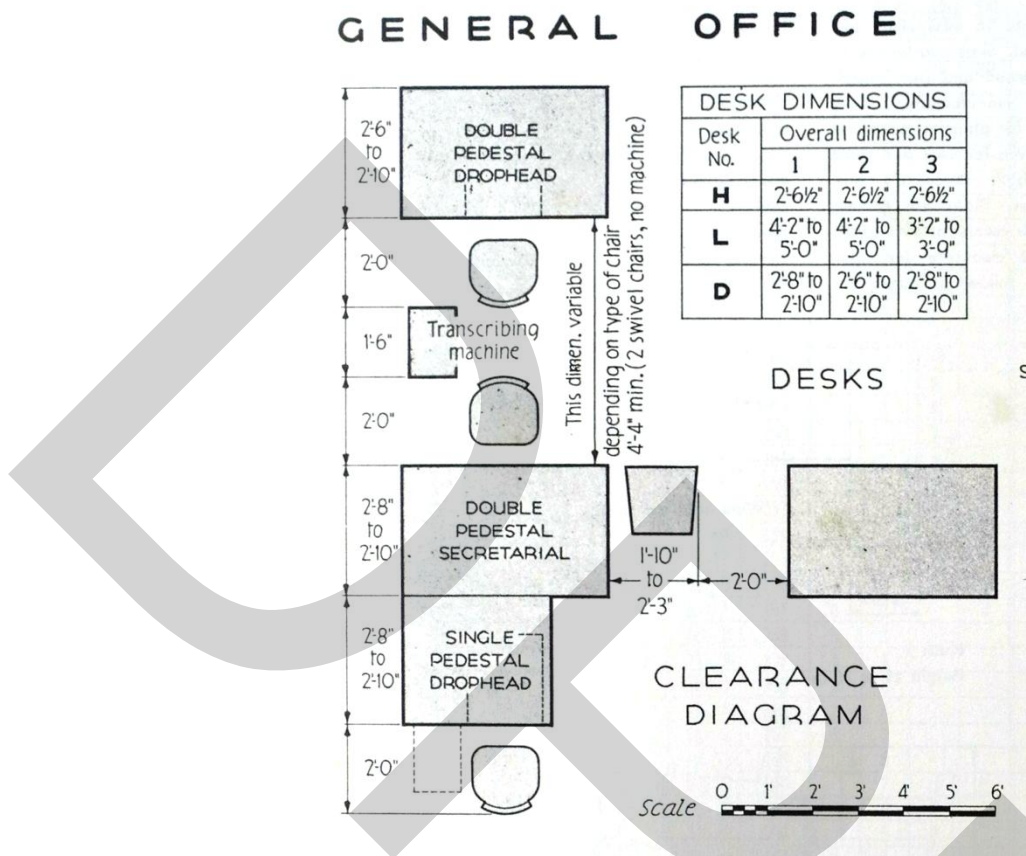 GENERAL OFFICE
2'-6"
to
2'-10"
DOUBLE
PEDESTAL
DROPHEAD
2'-0"
1'-6"
Transcribing
machine
2'-0"
This dimen. variable
depending on type of chair
4'-4" min. (2 swivel chairs, no machine)
DESK DIMENSIONS
Desk No. Overall dimensions
1 2 3
H 2'-6½" 2'-6½" 2'-6½"
L 4'-2" to 5'-0" 4'-2" to 5'-0" 3'-2" to 3'-9"
D 2'-8" to 2'-10" 2'-6" to 2'-10" 2'-8" to 2'-10"
DESKS
2'-8"
to
2'-10"
DOUBLE
PEDESTAL
SECRETARIAL
1'-10"
to
2'-3"
2'-0"
2'-8"
to
2'-10"
SINGLE
PEDESTAL
DROPHEAD
CLEARANCE
DIAGRAM
2'-0"
Scale 0 1' 2' 3' 4' 5' 6'